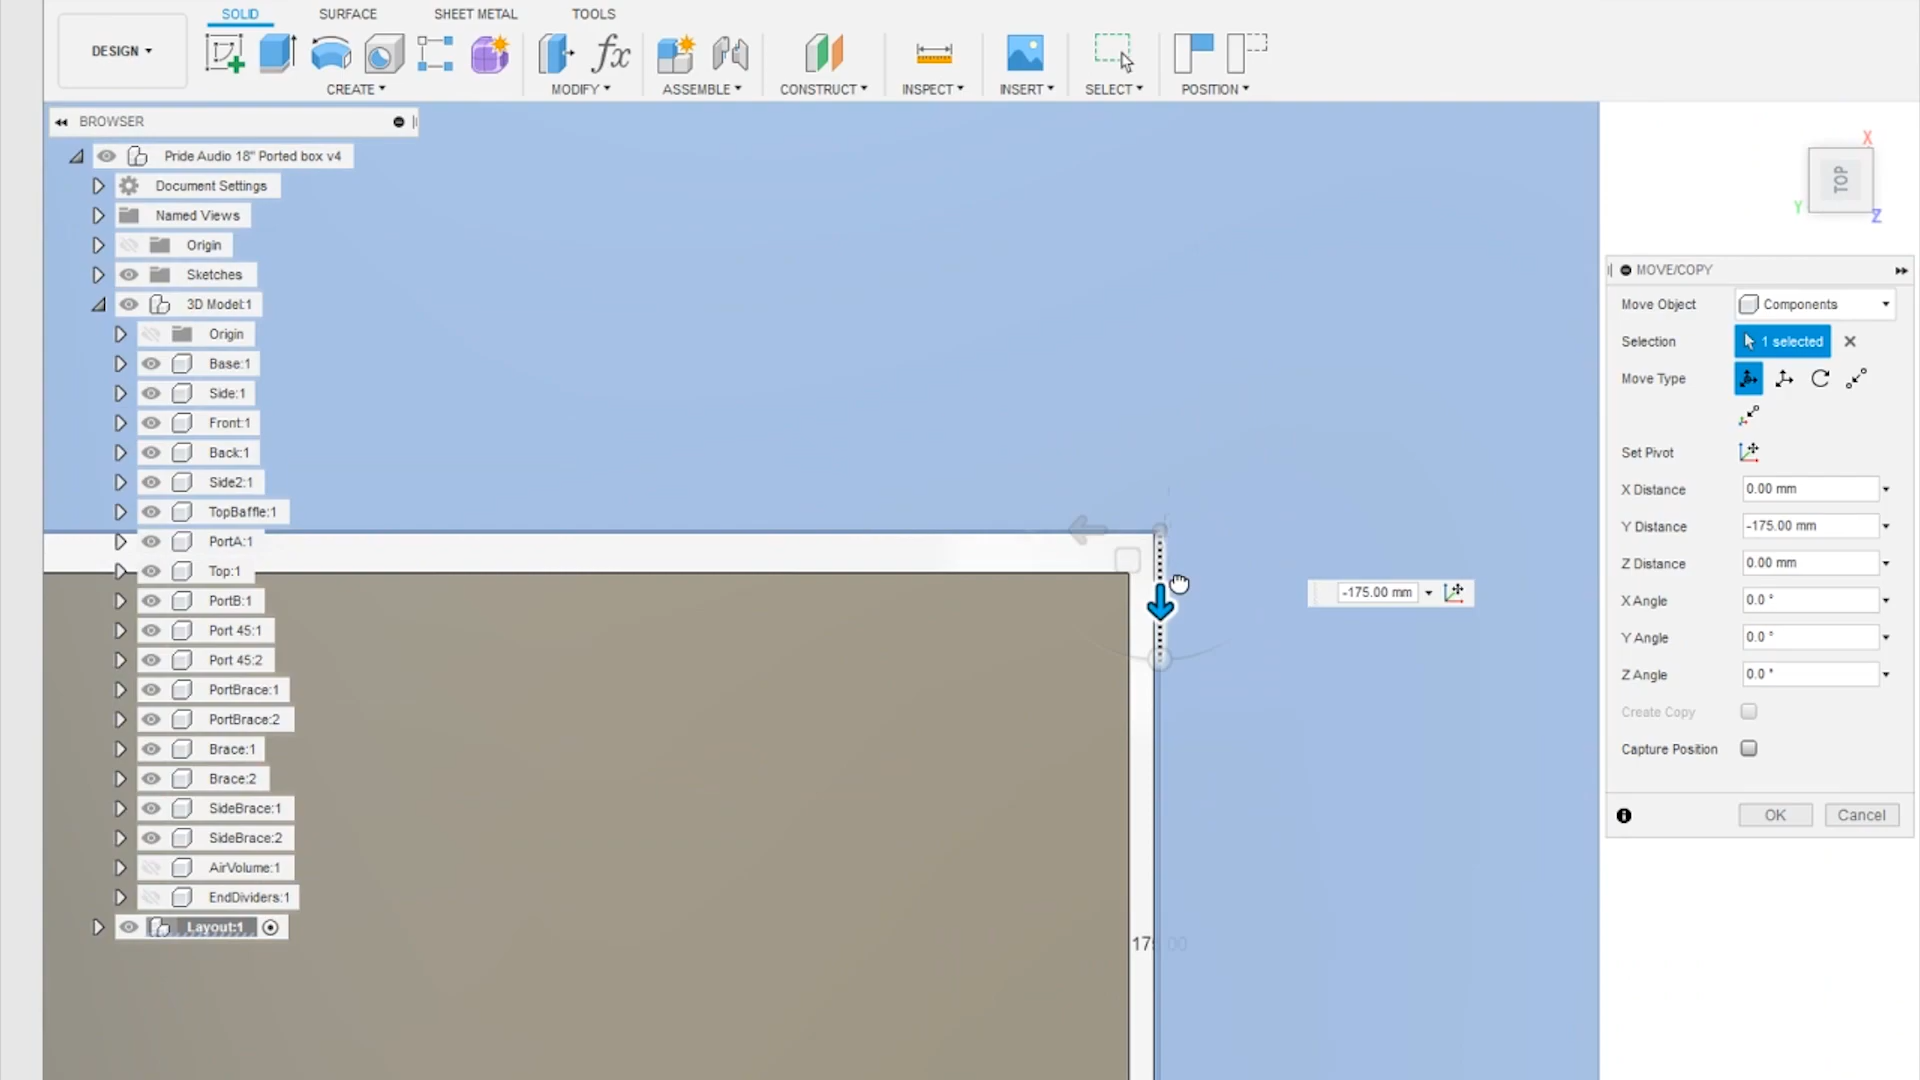 SOLID SURFACE SHEET METAL TOOLS
DESIGN
fx
CREATE MODIFY ASSEMBLE CONSTRUCT INSPECT INSERT SELECT POSITION
BROWSER
Pride Audio 18" Ported box v4
Document Settings
Named Views
Origin
Sketches
3D Model:1
Origin
Base:1
Side:1
Front:1
Back:1
Side2:1
TopBaffle:1
PortA:1
Top:1
PortB:1
Port 45:1
Port 45:2
PortBrace:1
PortBrace:2
Brace:1
Brace:2
SideBrace:1
SideBrace:2
AirVolume:1
EndDividers:1
Layout:1
-175.00 mm
175.00
X
TOP
Y
Z
MOVE/COPY
Move Object Components
Selection 1 selected
Move Type
Set Pivot
X Distance 0.00 mm
Y Distance -175.00 mm
Z Distance 0.00 mm
X Angle 0.0 °
Y Angle 0.0 °
Z Angle 0.0 °
Create Copy
Capture Position
OK Cancel